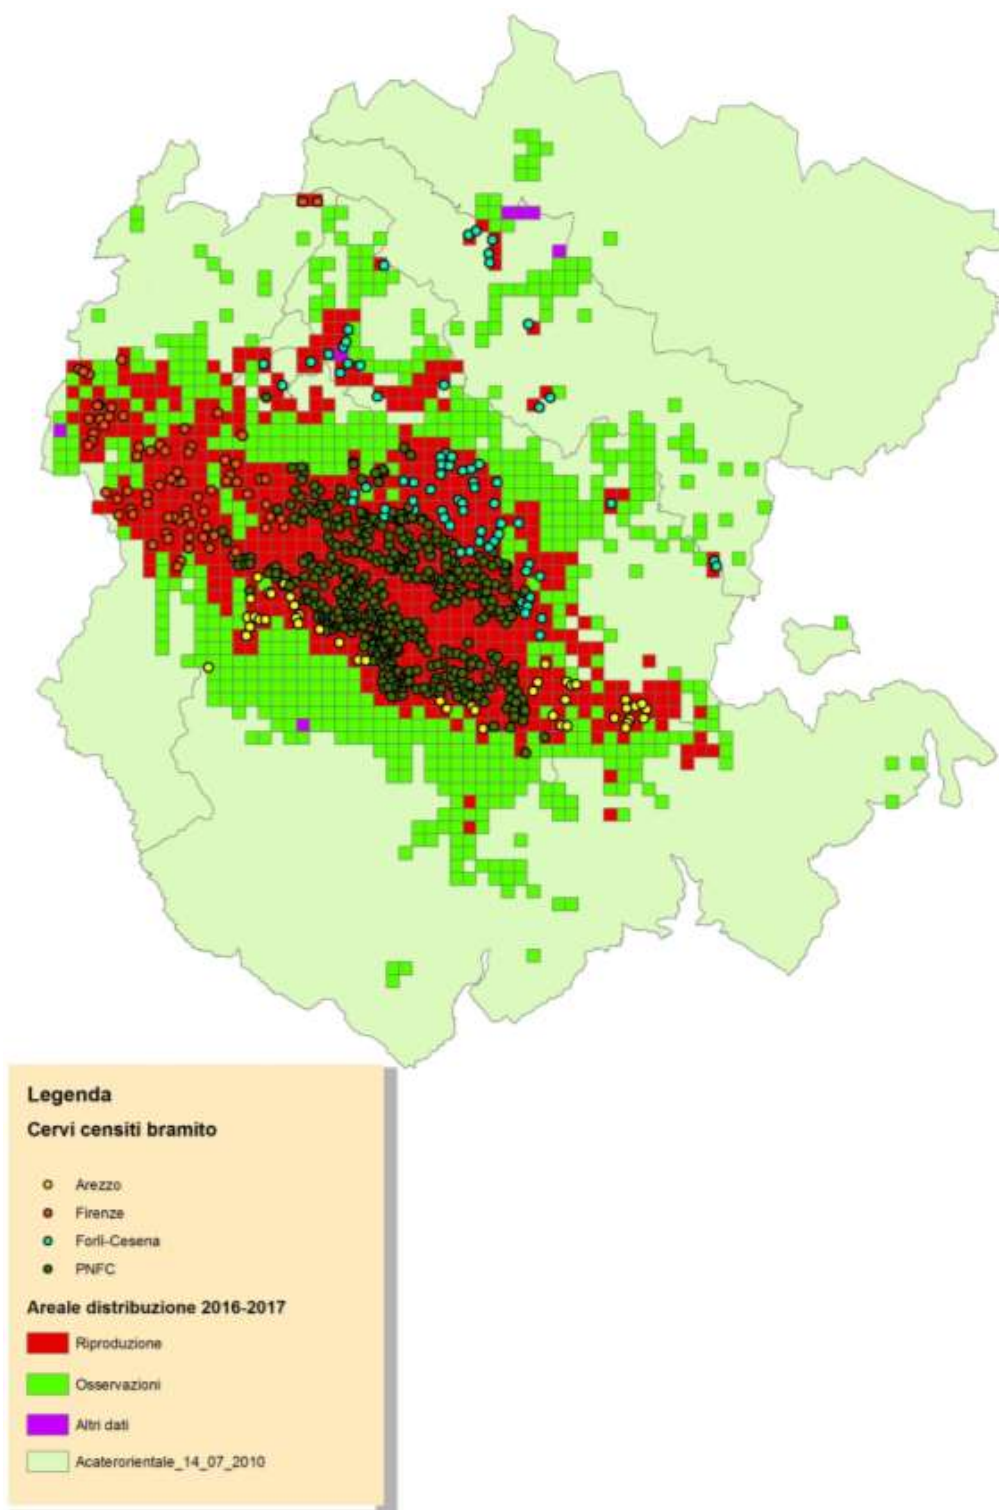 Legenda
Cervi censiti bramito
Arezzo
Firenze
Forlì-Cesena
PNFC
Areale distribuzione 2016-2017
Riproduzione
Osservazioni
Altri dati
Acaterorientale_14_07_2010